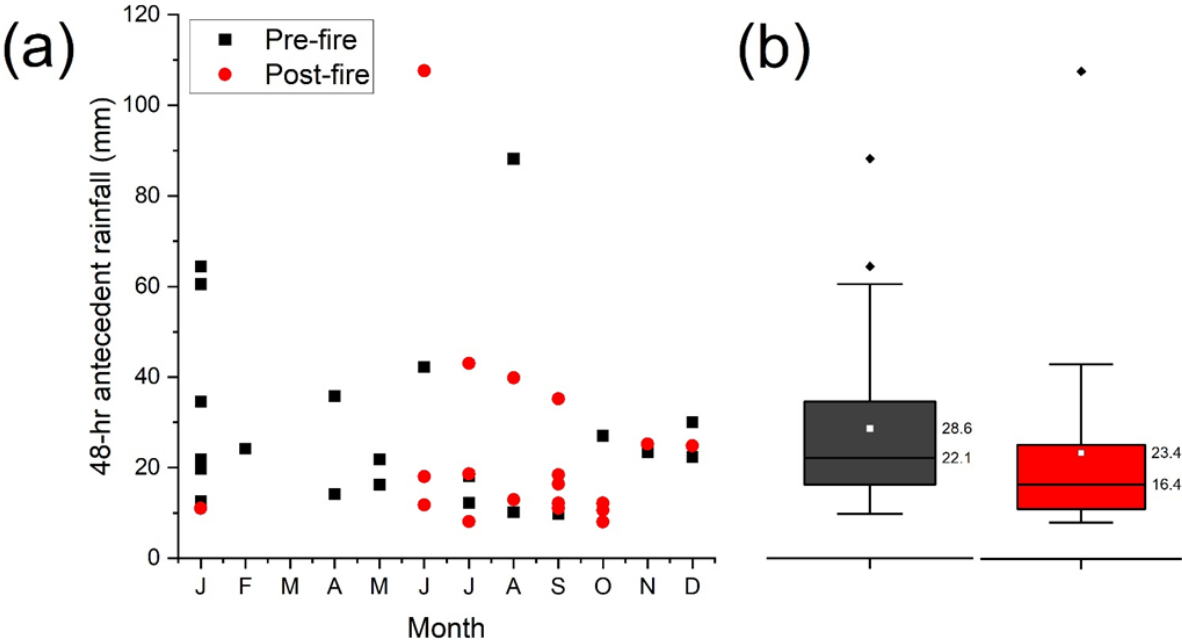 (a)
120
100
80
60
40
20
0
48-hr antecedent rainfall (mm)
Pre-fire
Post-fire
J F M A M J J A S O N D
Month
(b)
28.6
22.1
23.4
16.4